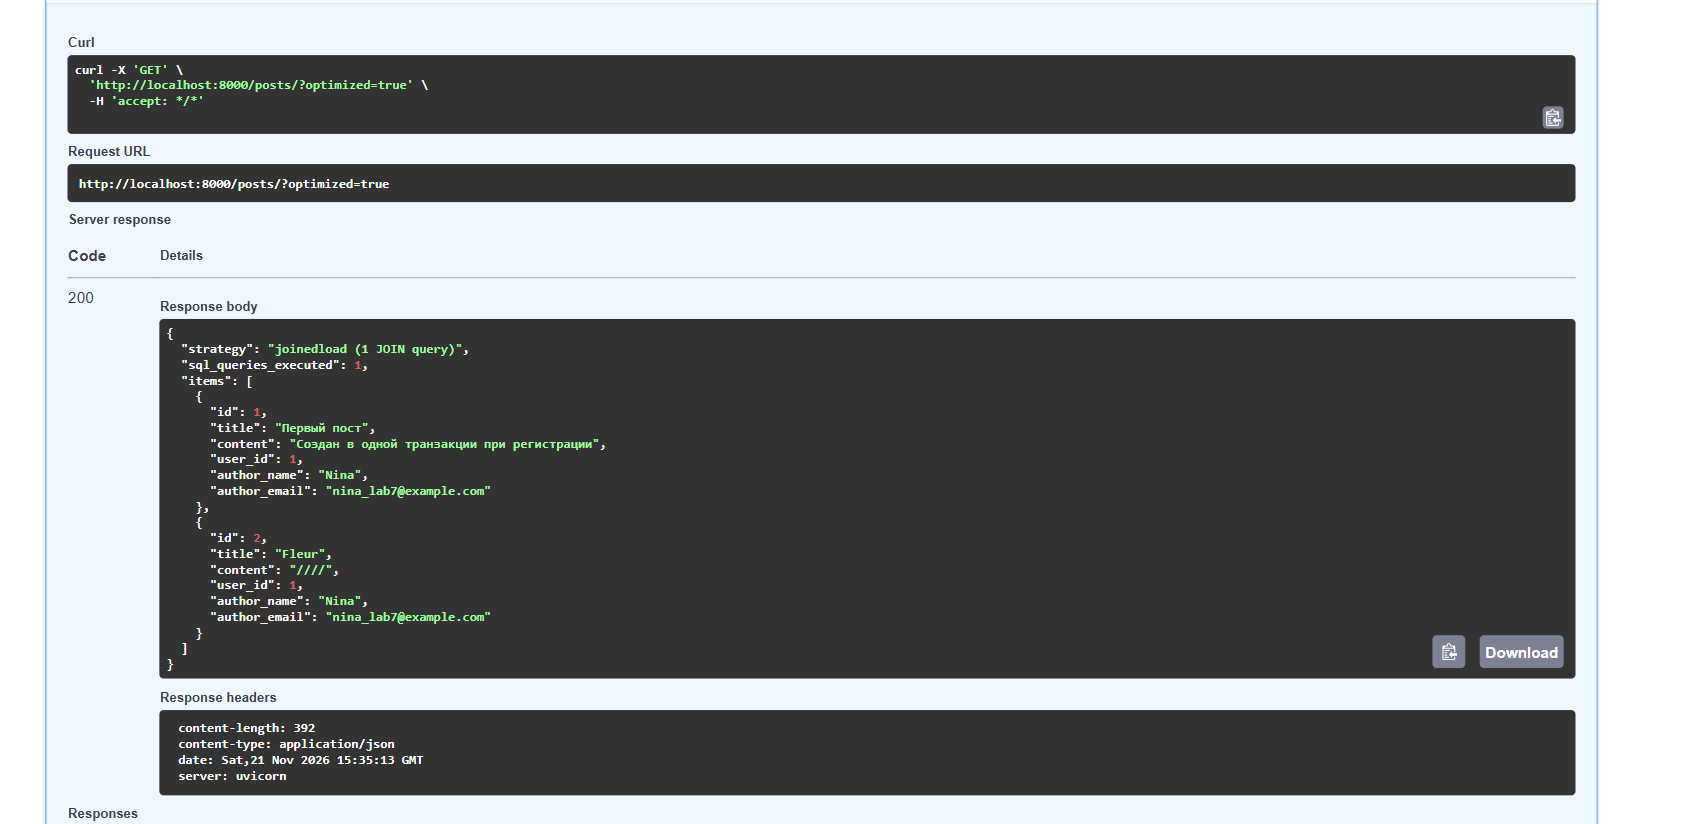 Curl
curl -X 'GET' \
'http://localhost:8000/posts/?optimized=true' \
-H 'accept: */*'
Request URL
http://localhost:8000/posts/?optimized=true
Server response
Code Details
200
Response body
{
"strategy": "joinedload (1 JOIN query)",
"sql_queries_executed": 1,
"items": [
{
"id": 1,
"title": "Первый пост",
"content": "Создан в одной транзакции при регистрации",
"user_id": 1,
"author_name": "Nina",
"author_email": "nina_lab7@example.com"
},
{
"id": 2,
"title": "Fleur",
"content": "////",
"user_id": 1,
"author_name": "Nina",
"author_email": "nina_lab7@example.com"
}
]
}
Download
Response headers
content-length: 392
content-type: application/json
date: Sat,21 Nov 2026 15:35:13 GMT
server: uvicorn
Responses